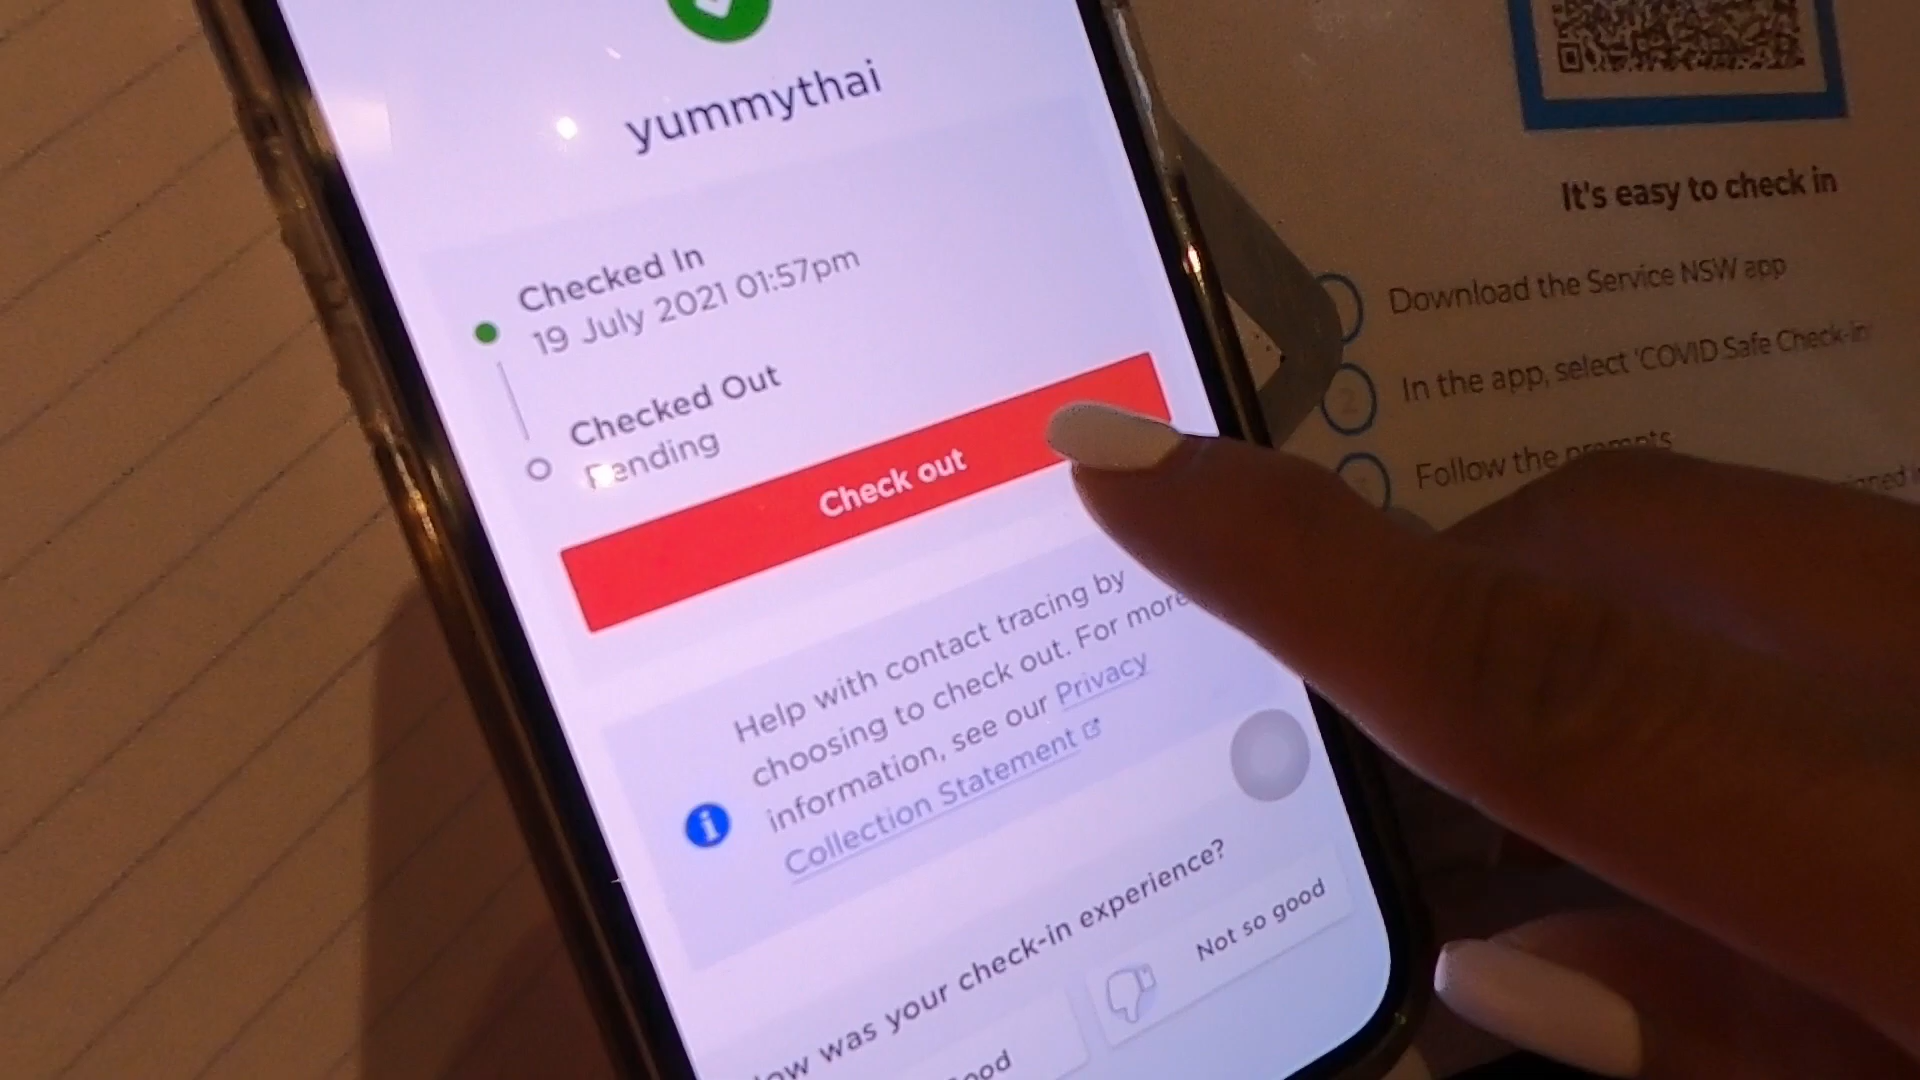 yummythai
Checked In
19 July 2021 01:57pm
Checked Out
Pending
Check out
Help with contact tracing by
choosing to check out. For more
information, see our Privacy
Collection Statement
was your check-in experience?
Not so good
It's easy to check in
Download the Service NSW app
2
In the app, select 'COVID Safe Check-in
Follow the prompts